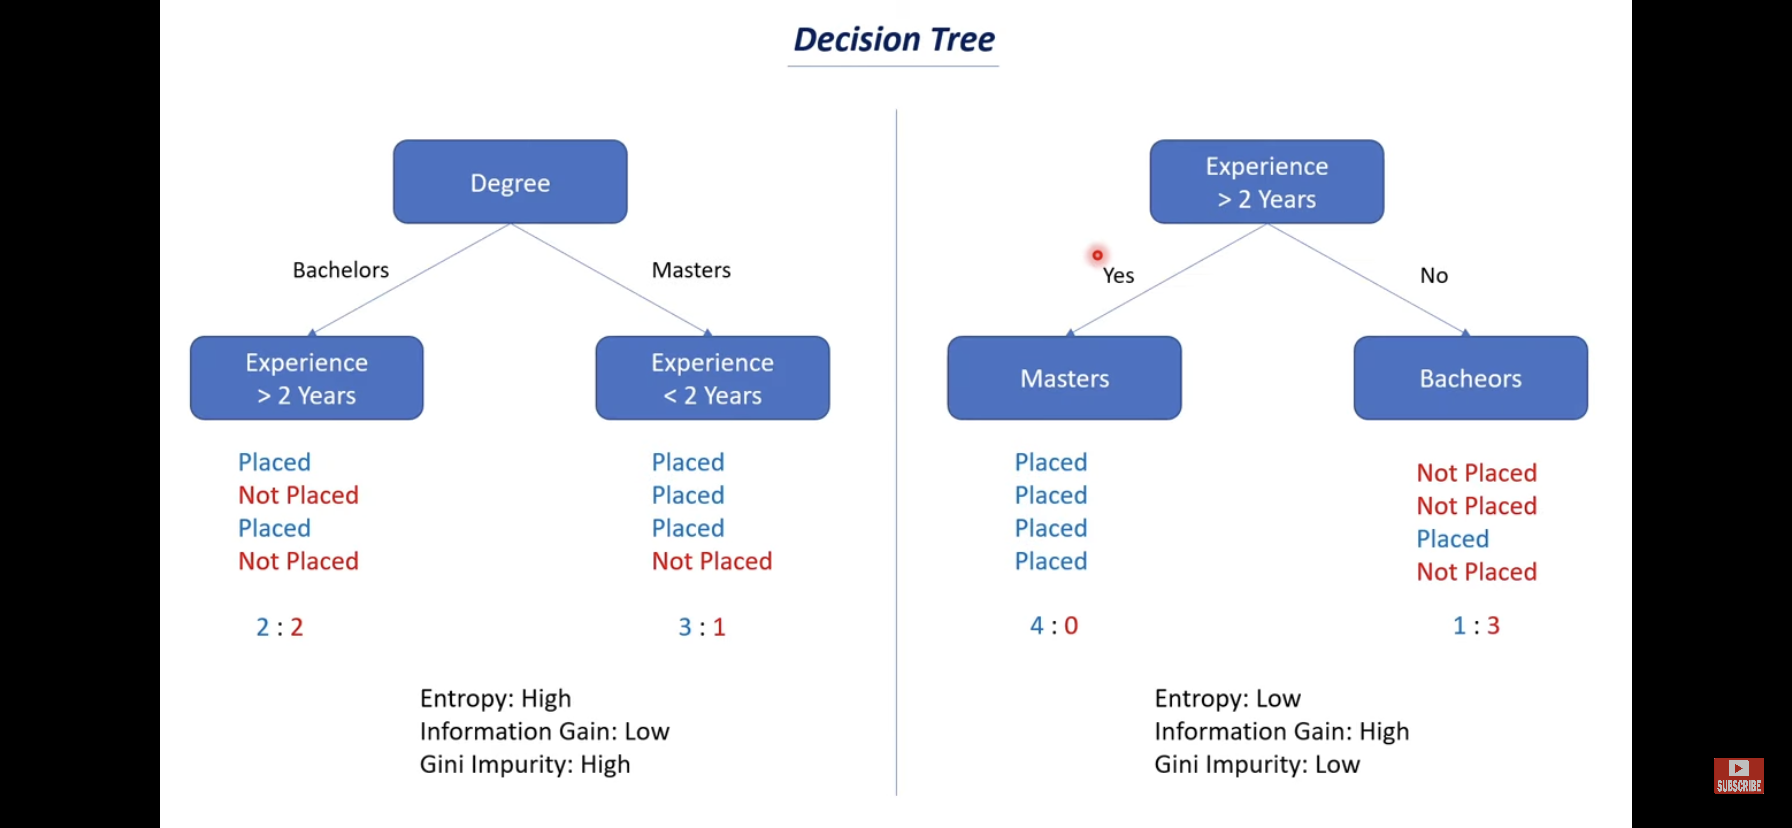 Decision Tree
Degree
Bachelors
Masters
Experience
> 2 Years
Experience
< 2 Years
Placed
Not Placed
Placed
Not Placed
Placed
Placed
Placed
Not Placed
2 : 2
3 : 1
Entropy: High
Information Gain: Low
Gini Impurity: High
Experience
> 2 Years
Yes
No
Masters
Bacheors
Placed
Placed
Placed
Placed
Not Placed
Not Placed
Placed
Not Placed
4 : 0
1 : 3
Entropy: Low
Information Gain: High
Gini Impurity: Low
SUBSCRIBE